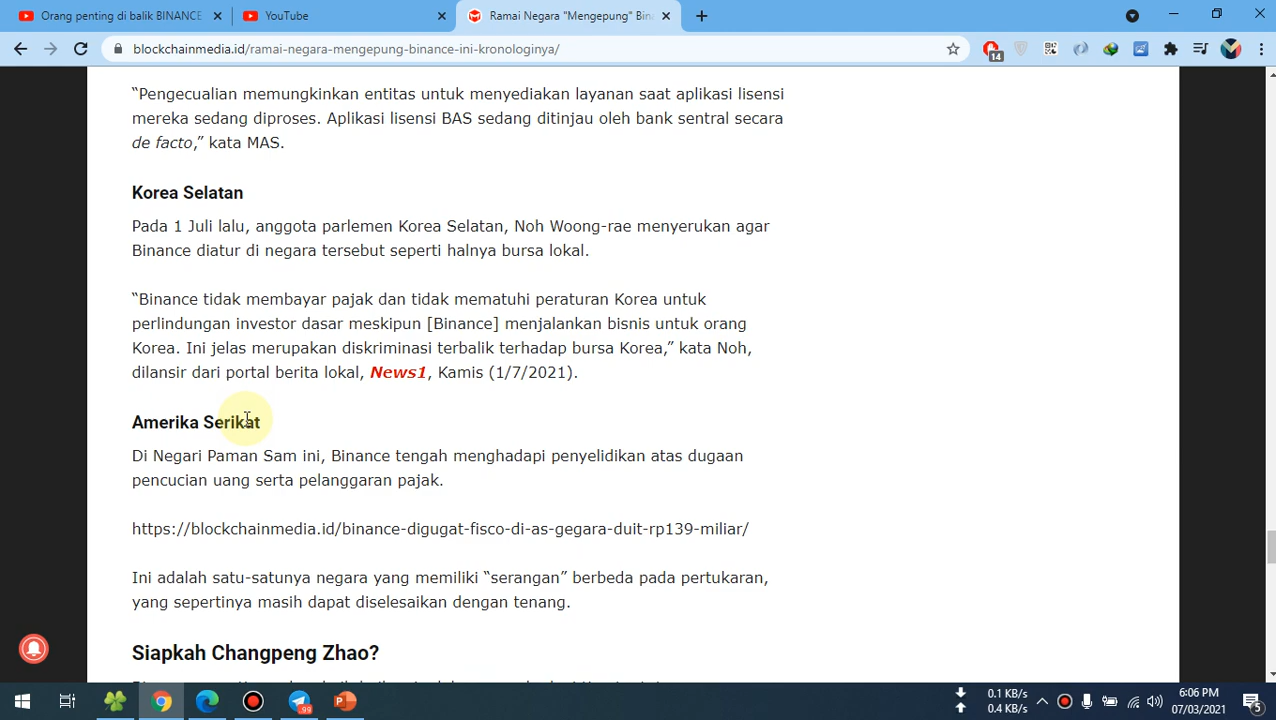 Orang penting di balik BINANCE
YouTube
Ramai Negara "Mengepung" Bin
blockchainmedia.id/ramai-negara-mengepung-binance-ini-kronologinya/
14
“Pengecualian memungkinkan entitas untuk menyediakan layanan saat aplikasi lisensi
mereka sedang diproses. Aplikasi lisensi BAS sedang ditinjau oleh bank sentral secara
de facto,” kata MAS.
Korea Selatan
Pada 1 Juli lalu, anggota parlemen Korea Selatan, Noh Woong-rae menyerukan agar
Binance diatur di negara tersebut seperti halnya bursa lokal.
“Binance tidak membayar pajak dan tidak mematuhi peraturan Korea untuk
perlindungan investor dasar meskipun [Binance] menjalankan bisnis untuk orang
Korea. Ini jelas merupakan diskriminasi terbalik terhadap bursa Korea,” kata Noh,
dilansir dari portal berita lokal, News1, Kamis (1/7/2021).
Amerika Serikat
Di Negari Paman Sam ini, Binance tengah menghadapi penyelidikan atas dugaan
pencucian uang serta pelanggaran pajak.
https://blockchainmedia.id/binance-digugat-fisco-di-as-gegara-duit-rp139-miliar/
Ini adalah satu-satunya negara yang memiliki “serangan” berbeda pada pertukaran,
yang sepertinya masih dapat diselesaikan dengan tenang.
Siapkah Changpeng Zhao?
99
0.1 KB/s
0.4 KB/s
6:06 PM
07/03/2021
5